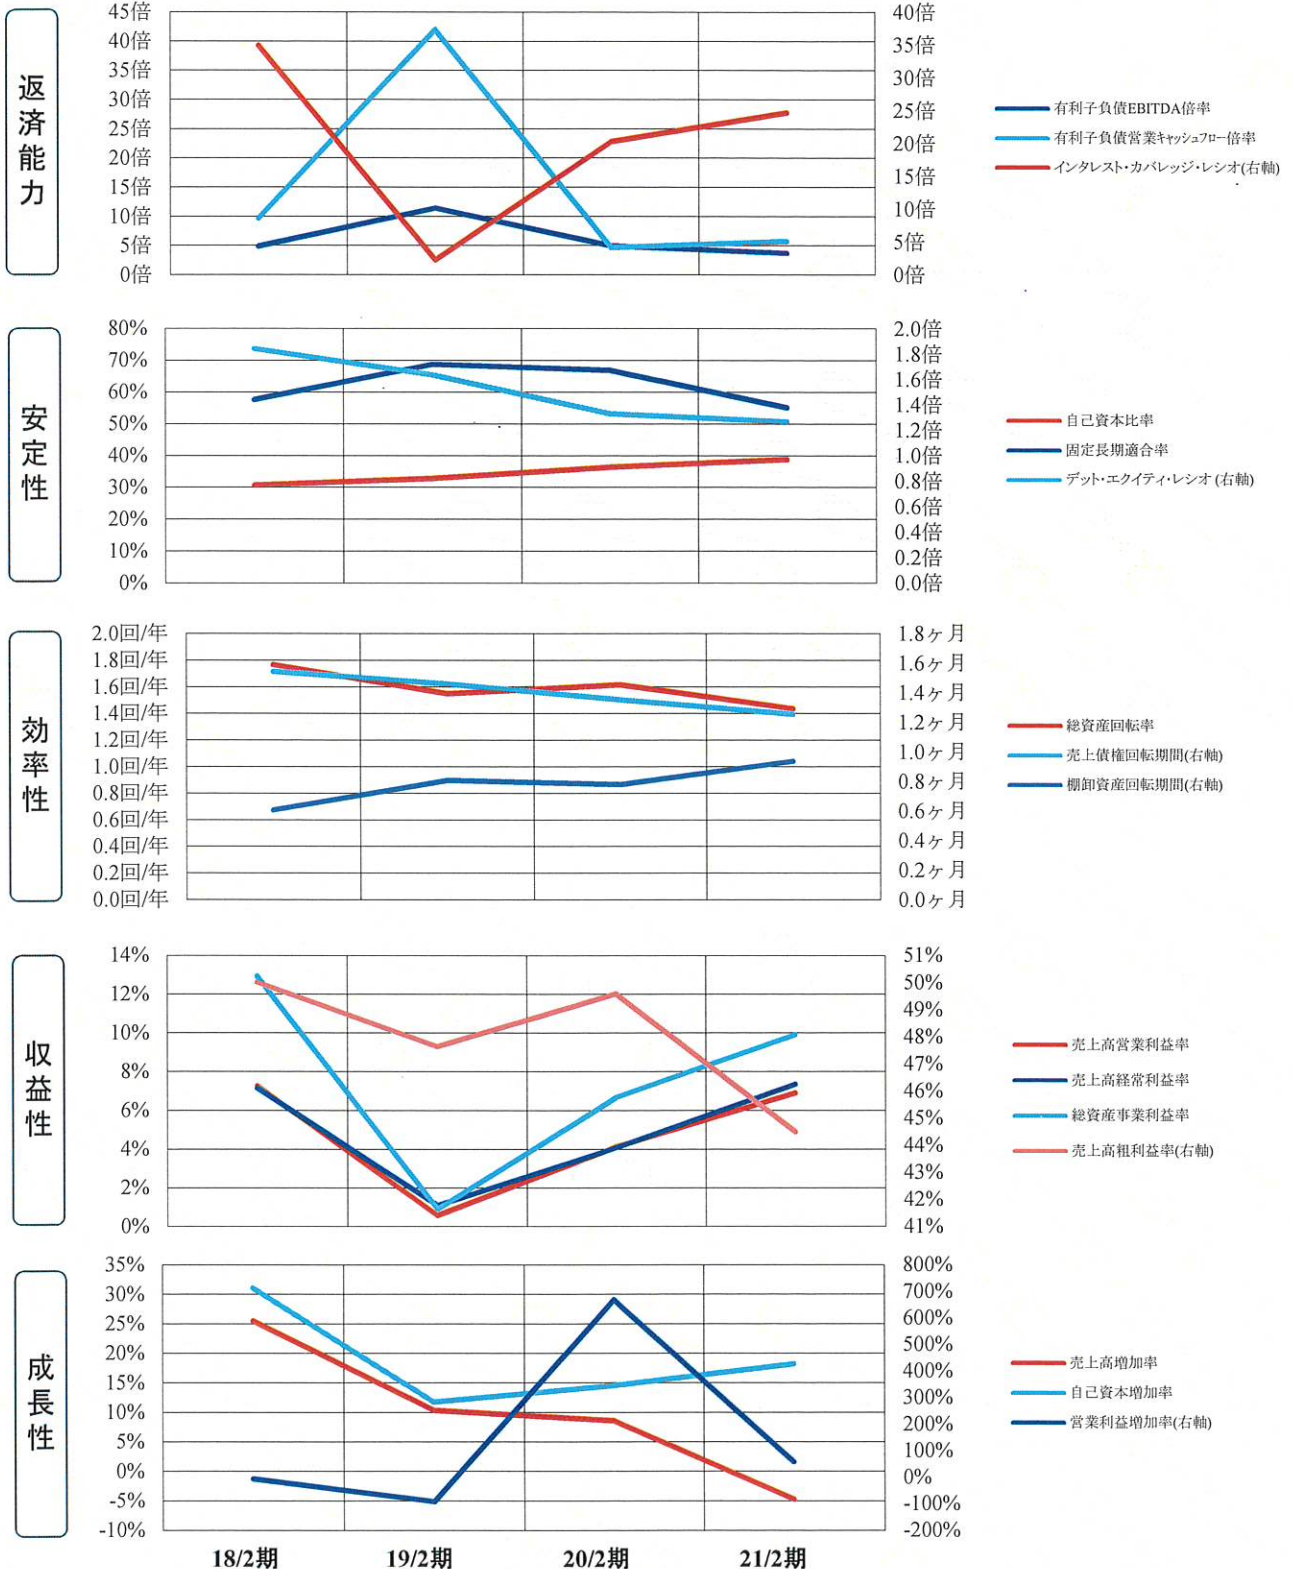 返済能力
45倍
40倍
35倍
30倍
25倍
20倍
15倍
10倍
5倍
0倍
40倍
35倍
30倍
25倍
20倍
15倍
10倍
5倍
0倍
有利子負債EBITDA倍率
有利子負債営業キャッシュフロー倍率
インタレスト・カバレッジ・レシオ(右軸)
安定性
80%
70%
60%
50%
40%
30%
20%
10%
0%
2.0倍
1.8倍
1.6倍
1.4倍
1.2倍
1.0倍
0.8倍
0.6倍
0.4倍
0.2倍
0.0倍
自己資本比率
固定長期適合率
デット・エクイティ・レシオ(右軸)
効率性
2.0回/年
1.8回/年
1.6回/年
1.4回/年
1.2回/年
1.0回/年
0.8回/年
0.6回/年
0.4回/年
0.2回/年
0.0回/年
1.8ヶ月
1.6ヶ月
1.4ヶ月
1.2ヶ月
1.0ヶ月
0.8ヶ月
0.6ヶ月
0.4ヶ月
0.2ヶ月
0.0ヶ月
総資産回転率
売上債権回転期間(右軸)
棚卸資産回転期間(右軸)
収益性
14%
12%
10%
8%
6%
4%
2%
0%
51%
50%
49%
48%
47%
46%
45%
44%
43%
42%
41%
売上高営業利益率
売上高経常利益率
総資産事業利益率
売上高粗利益率(右軸)
成長性
35%
30%
25%
20%
15%
10%
5%
0%
-5%
-10%
800%
700%
600%
500%
400%
300%
200%
100%
0%
-100%
-200%
売上高増加率
自己資本増加率
営業利益増加率(右軸)
18/2期
19/2期
20/2期
21/2期